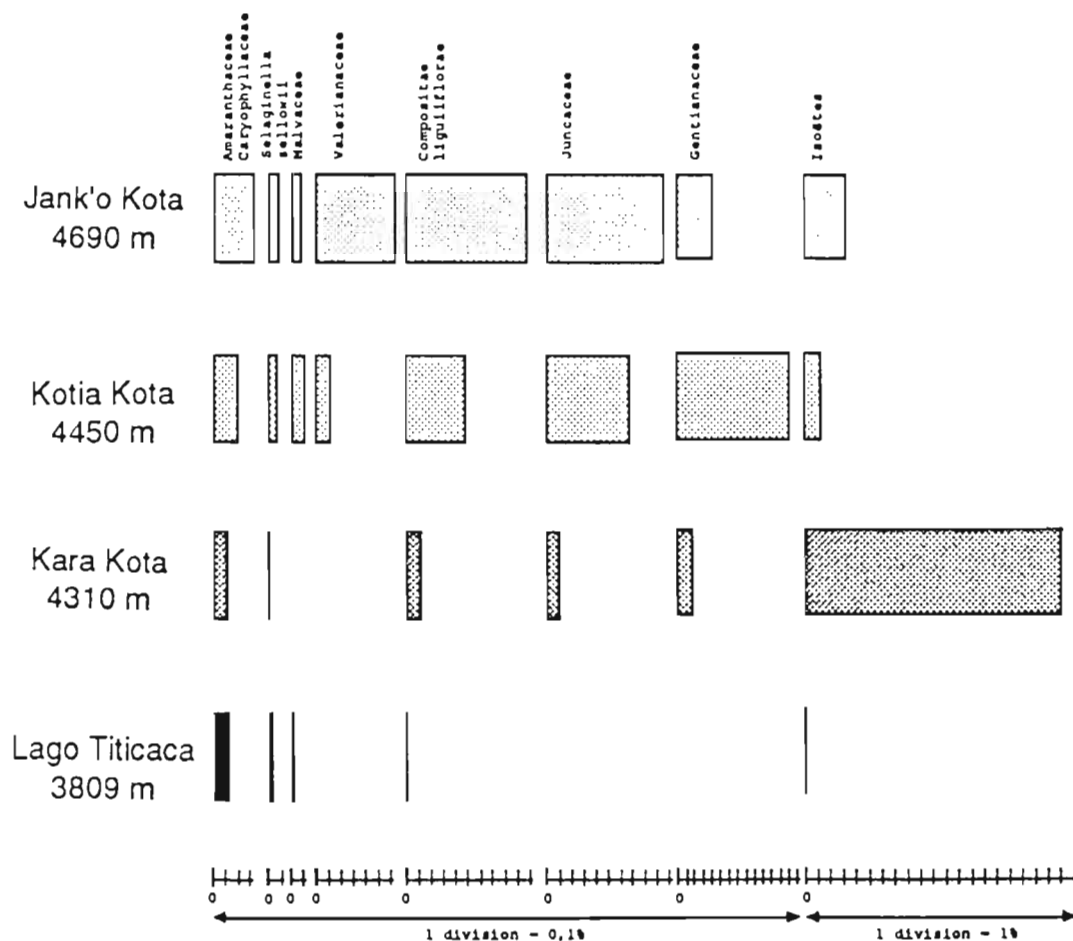 Amaranthaceae
Caryophyllaceae
Selaginella
sellowii
Malvaceae
Valerianaceae
Compositae
liguliflorae
Juncaceae
Gentianaceae
Isoëtes
Jank'o Kota
4690 m
Kotia Kota
4450 m
Kara Kota
4310 m
Lago Titicaca
3809 m
0 0 0 0 0 0 0 0
1 division - 0,1%
1 division - 1%